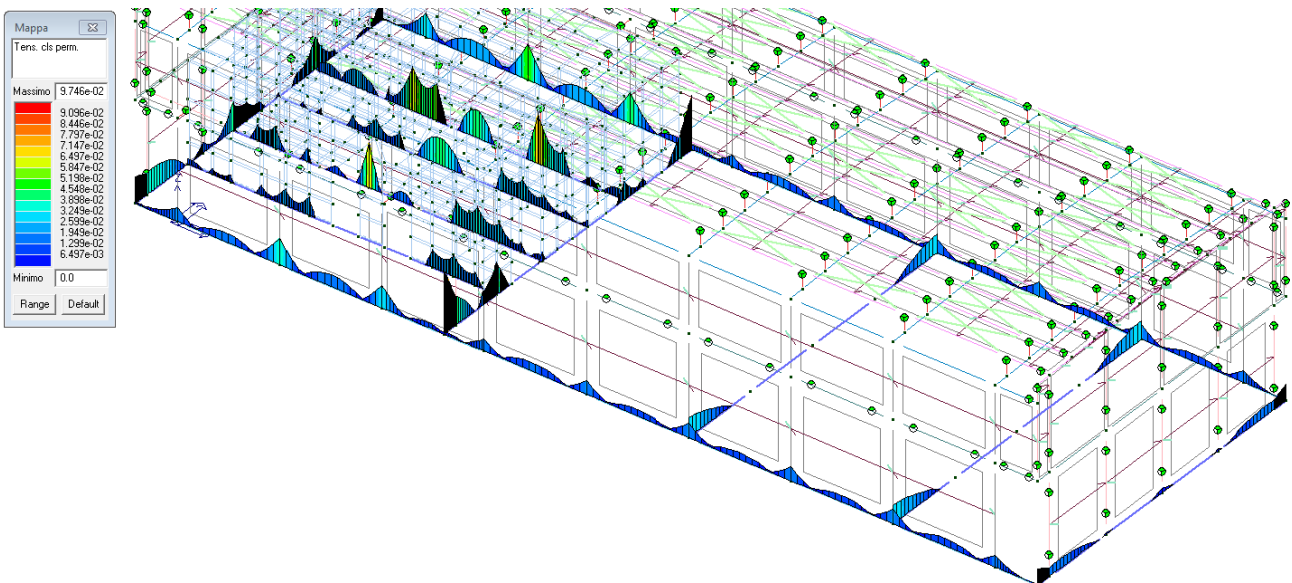 Mappa
Tens. cls perm.
Massimo 9.746e-02
9.096e-02
8.446e-02
7.797e-02
7.147e-02
6.497e-02
5.847e-02
5.198e-02
4.548e-02
3.898e-02
3.249e-02
2.599e-02
1.949e-02
1.299e-02
6.497e-03
Minimo 0.0
Range Default